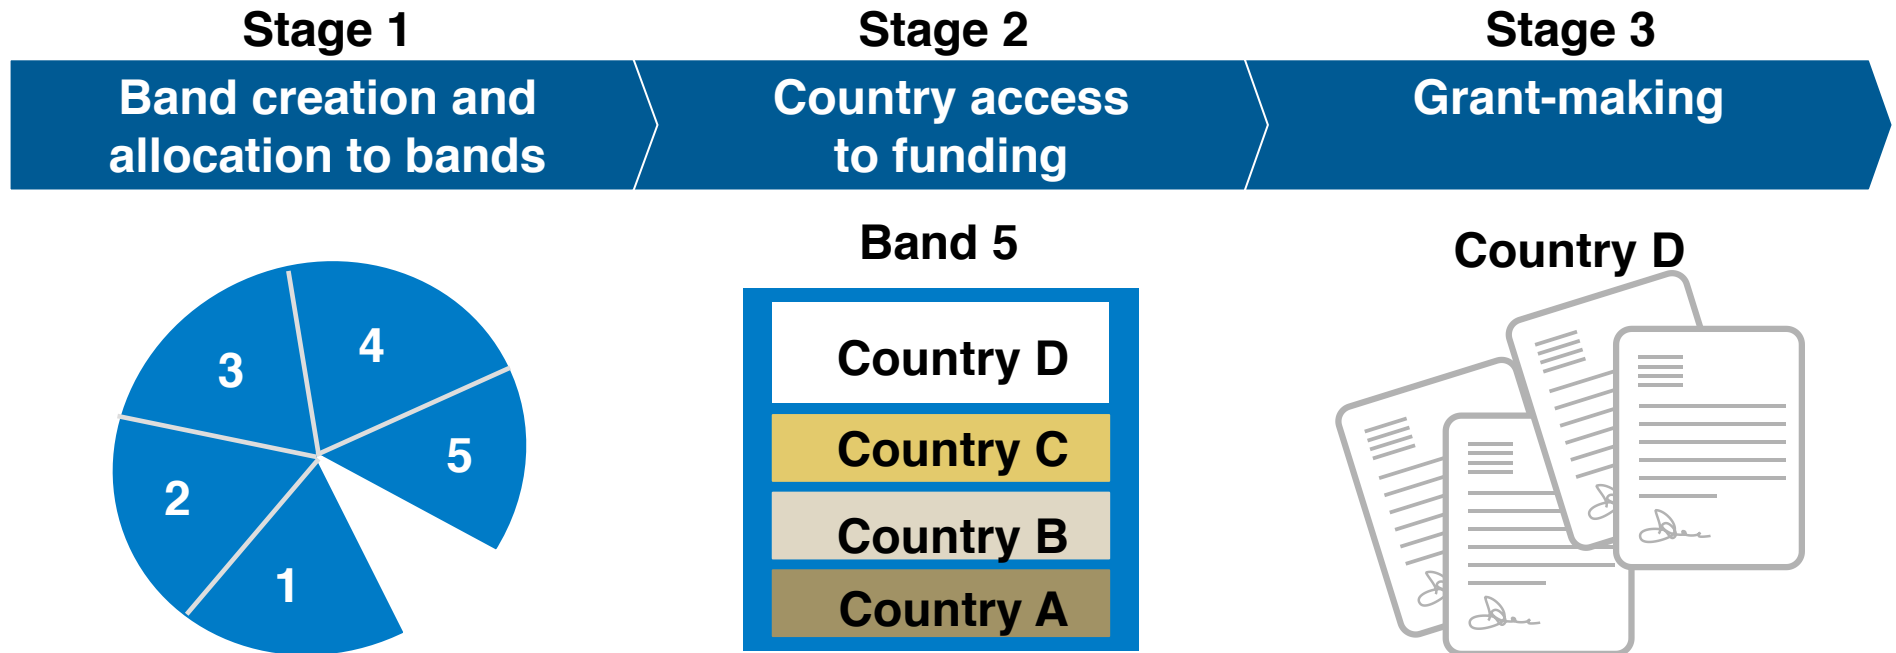 Stage 1
Stage 2
Stage 3
Band creation and
allocation to bands
Country access
to funding
Grant-making
Band 5
Country D
3
4
2
5
1
Country D
Country C
Country B
Country A